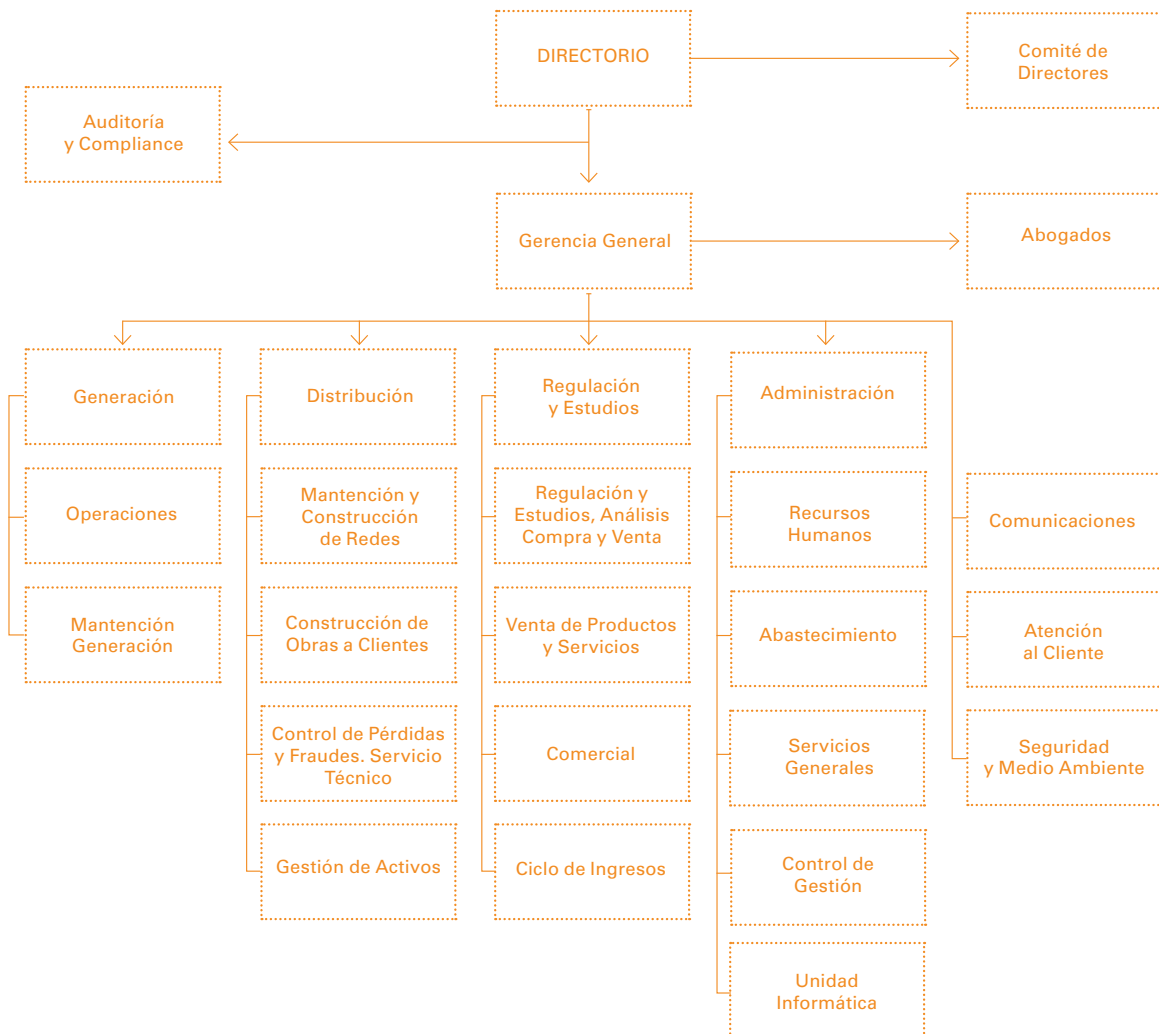 DIRECTORIO
Comité de
Directores
Auditoría
y Compliance
Gerencia General
Abogados
Generación
Distribución
Regulación
y Estudios
Administración
Operaciones
Mantención y
Construcción
de Redes
Regulación y
Estudios, Análisis
Compra y Venta
Recursos
Humanos
Comunicaciones
Mantención
Generación
Construcción de
Obras a Clientes
Venta de Productos
y Servicios
Abastecimiento
Atención
al Cliente
Control de Pérdidas
y Fraudes. Servicio
Técnico
Comercial
Servicios
Generales
Seguridad
y Medio Ambiente
Gestión de Activos
Ciclo de Ingresos
Control de
Gestión
Unidad
Informática